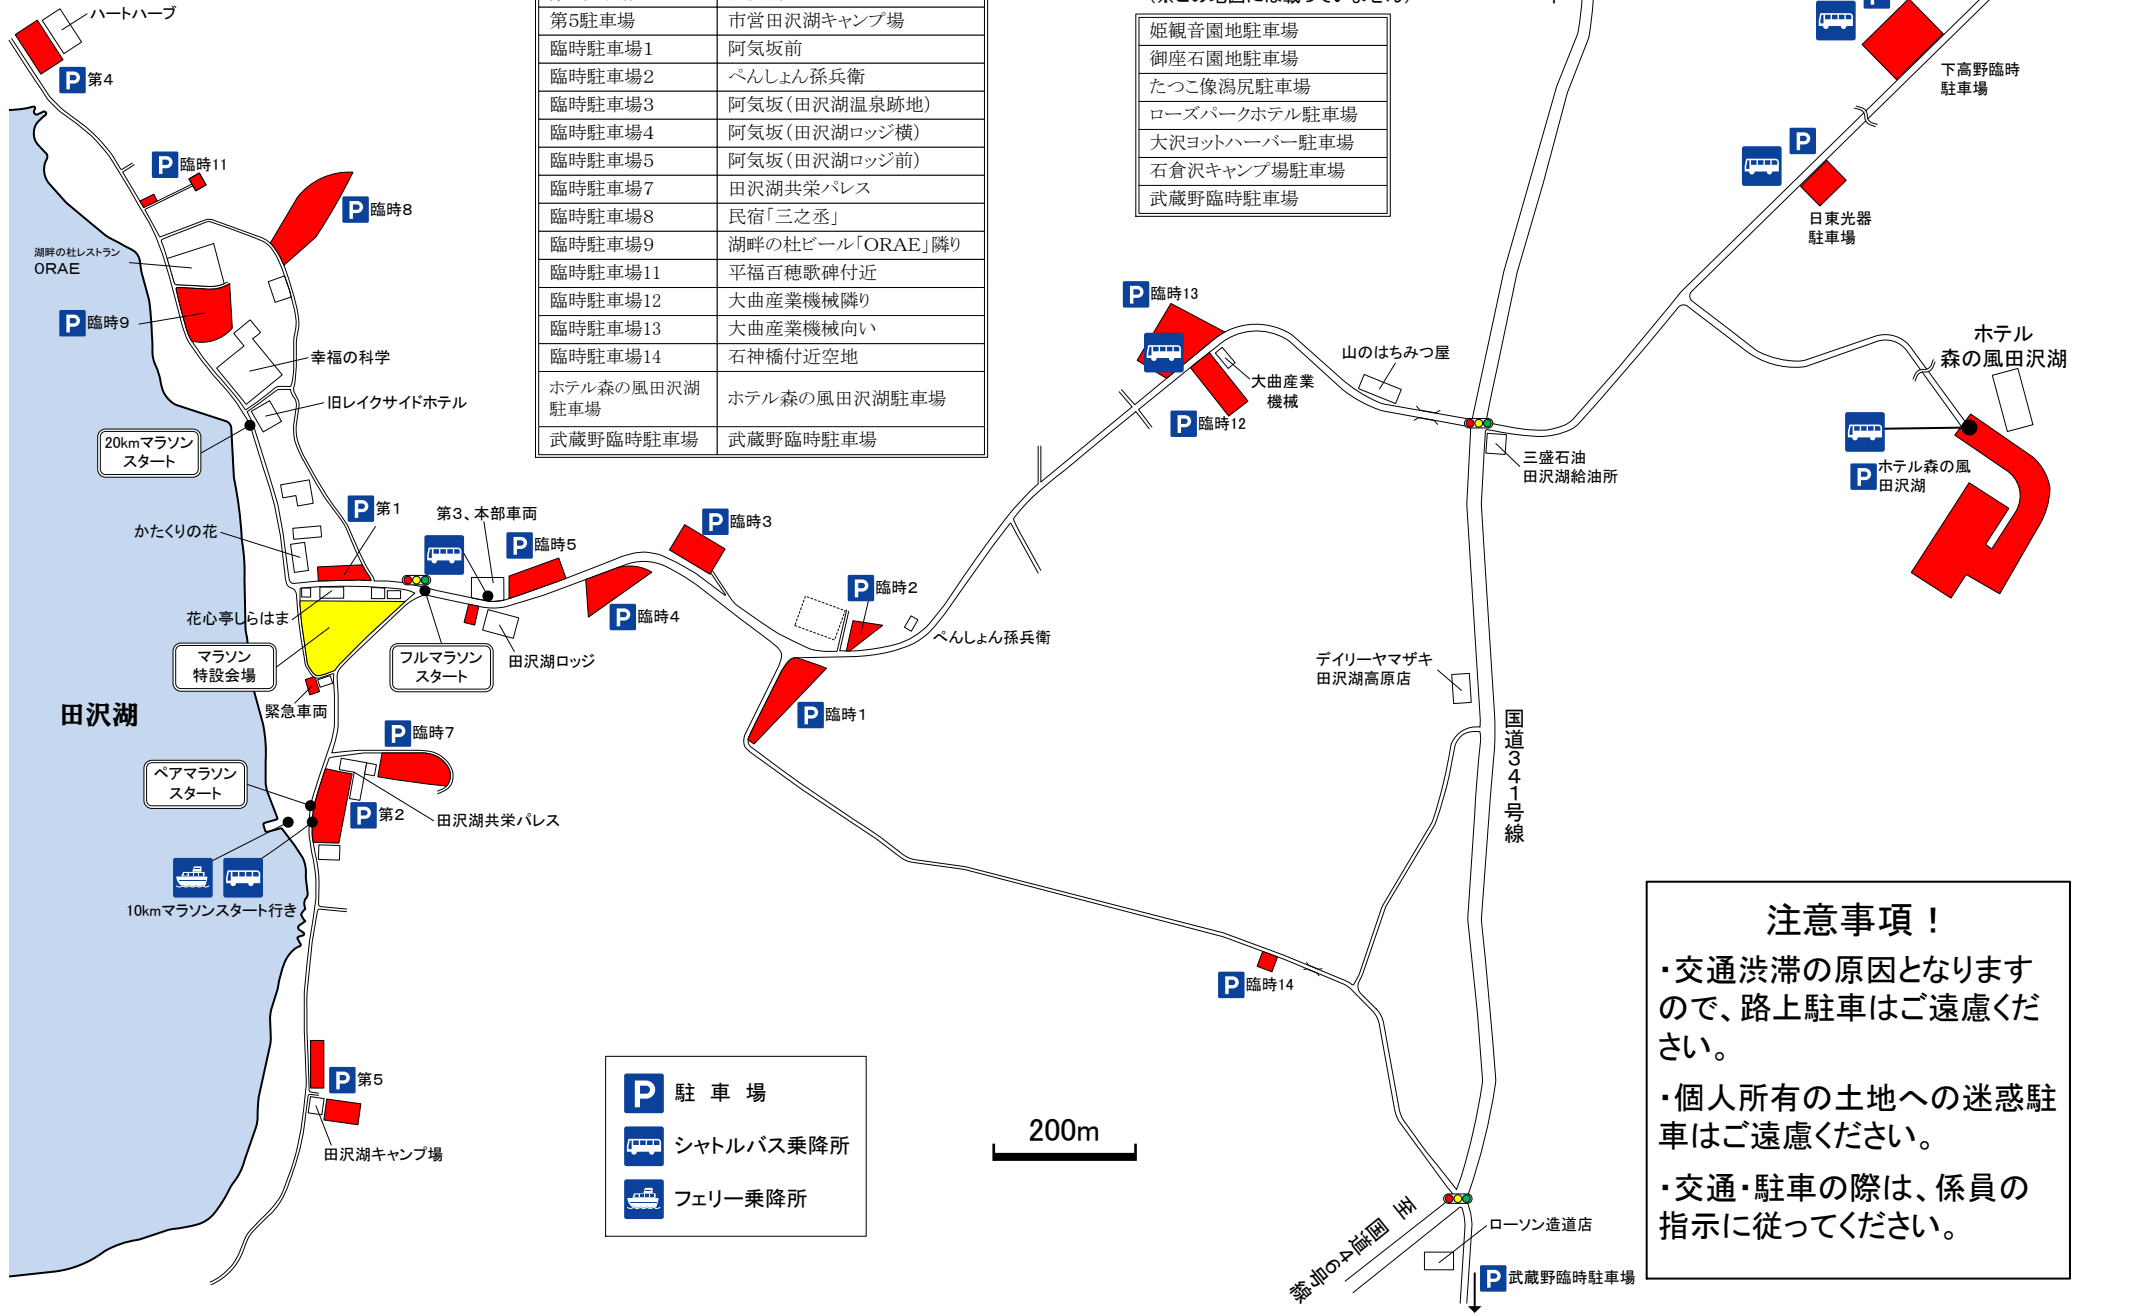 ハートハーブ
P 第4
P 臨時11
P 臨時8
湖畔の杜レストラン
ORAE
P 臨時9
幸福の科学
旧レイクサイドホテル
20kmマラソン
スタート
かたくりの花
P 第1
第3、本部車両
P 臨時5
P 臨時3
P 臨時4
P 臨時2
ぺんしょん孫兵衛
花心亭しらはま
マラソン
特設会場
フルマラソン
スタート
田沢湖ロッジ
緊急車両
田沢湖
P 臨時1
P 臨時7
ペアマラソン
スタート
P 第2
田沢湖共栄パレス
10kmマラソンスタート行き
P 第5
田沢湖キャンプ場
第5駐車場 市営田沢湖キャンプ場
臨時駐車場1 阿気坂前
臨時駐車場2 ぺんしょん孫兵衛
臨時駐車場3 阿気坂(田沢湖温泉跡地)
臨時駐車場4 阿気坂(田沢湖ロッジ横)
臨時駐車場5 阿気坂(田沢湖ロッジ前)
臨時駐車場7 田沢湖共栄パレス
臨時駐車場8 民宿「三之丞」
臨時駐車場9 湖畔の杜ビール「ORAE」隣り
臨時駐車場11 平福百穂歌碑付近
臨時駐車場12 大曲産業機械隣り
臨時駐車場13 大曲産業機械向い
臨時駐車場14 石神橋付近空地
ホテル森の風田沢湖
駐車場 ホテル森の風田沢湖駐車場
武蔵野臨時駐車場 武蔵野臨時駐車場
(※この地図には載っていません)
姫観音園地駐車場
御座石園地駐車場
たつこ像潟尻駐車場
ローズパークホテル駐車場
大沢ヨットハーバー駐車場
石倉沢キャンプ場駐車場
武蔵野臨時駐車場
P
下高野臨時
駐車場
P
日東光器
駐車場
P 臨時13
大曲産業
機械
P 臨時12
山のはちみつ屋
三盛石油
田沢湖給油所
ホテル
森の風田沢湖
P ホテル森の風
田沢湖
デイリーヤマザキ
田沢湖高原店
国道341号線
P 臨時14
至 国道46号線
ローソン造道店
P 武蔵野臨時駐車場
P 駐 車 場
シャトルバス乗降所
フェリー乗降所
200m
注意事項!
・交通渋滞の原因となります
ので、路上駐車はご遠慮くだ
さい。
・個人所有の土地への迷惑駐
車はご遠慮ください。
・交通・駐車の際は、係員の
指示に従ってください。